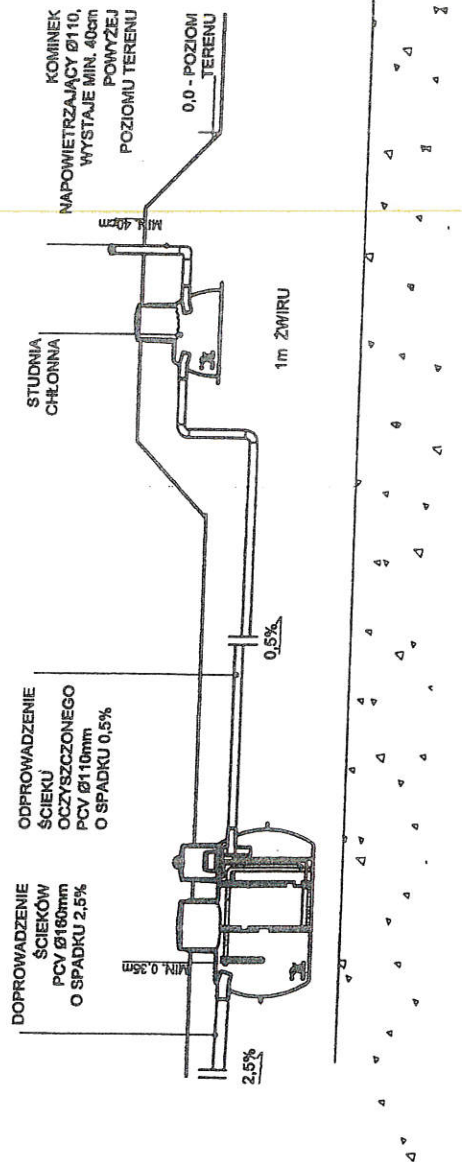 DOPROWADZENIE
ŚCIEKÓW
PCV Ø160mm
O SPADKU 2,5%
ODPROWADZENIE
ŚCIEKU
OCZYSZCZONEGO
PCV Ø110mm
O SPADKU 0,5%
STUDNIA
CHŁONNA
KOMINEK
NAPOWIETRZAJĄCY Ø110,
WYSTAJE MIN. 40cm
POWYŻEJ
POZIOMU TERENU
0,0 - POZIOM
TERENU
MIN. 40cm
MIN. 0.35m
2,5%
0,5%
1m ŻWIRU